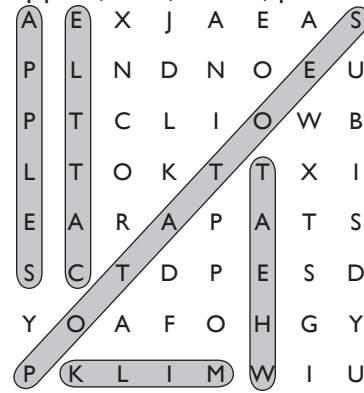 A E X J A E A S
P L N D N O E U
P T C L I O W B
L T O K T T X I
E A R A P A T S
S C T D P E S D
Y O A F O H G Y
P K L I M W I U